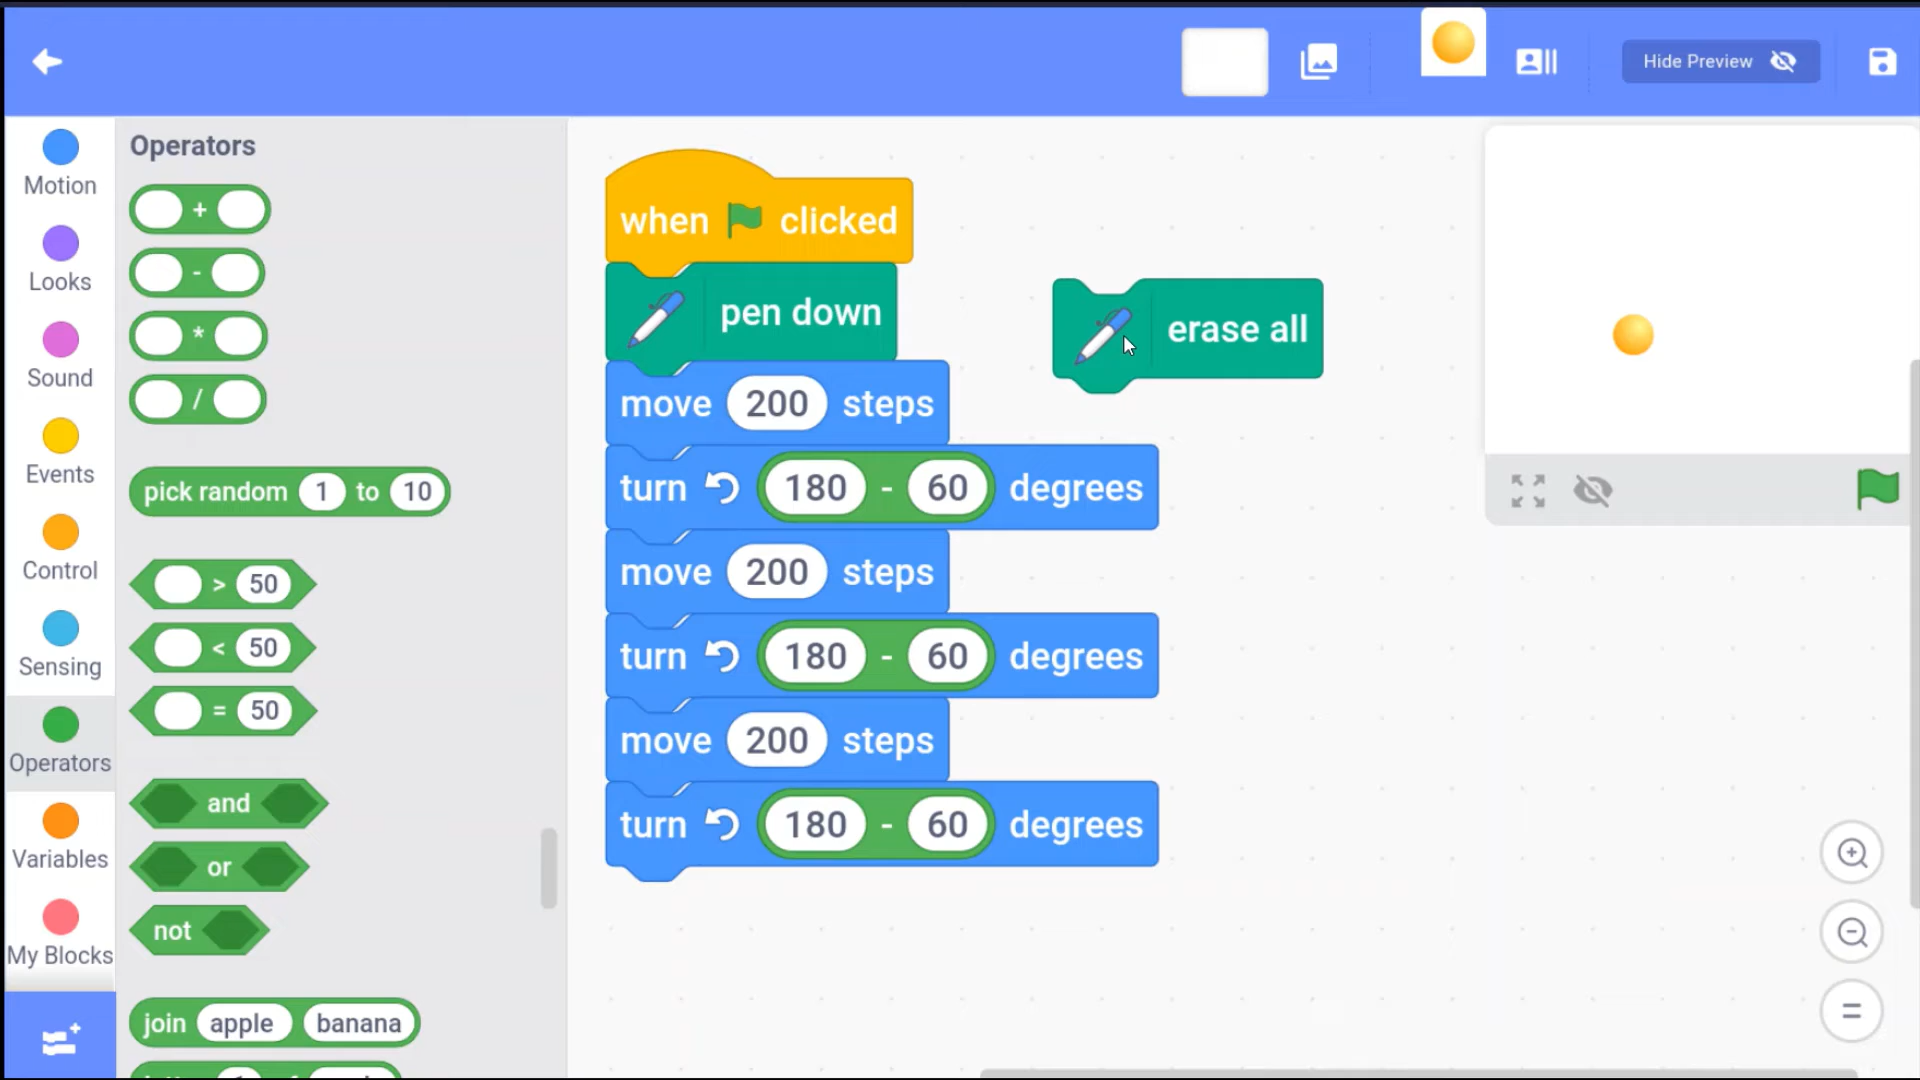 Hide Preview
Motion
Looks
Sound
Events
Control
Sensing
Operators
Variables
My Blocks
Operators
+
-
*
/
pick random 1 to 10
> 50
< 50
= 50
and
or
not
join apple banana
when clicked
pen down
move 200 steps
turn 180 - 60 degrees
move 200 steps
turn 180 - 60 degrees
move 200 steps
turn 180 - 60 degrees
erase all